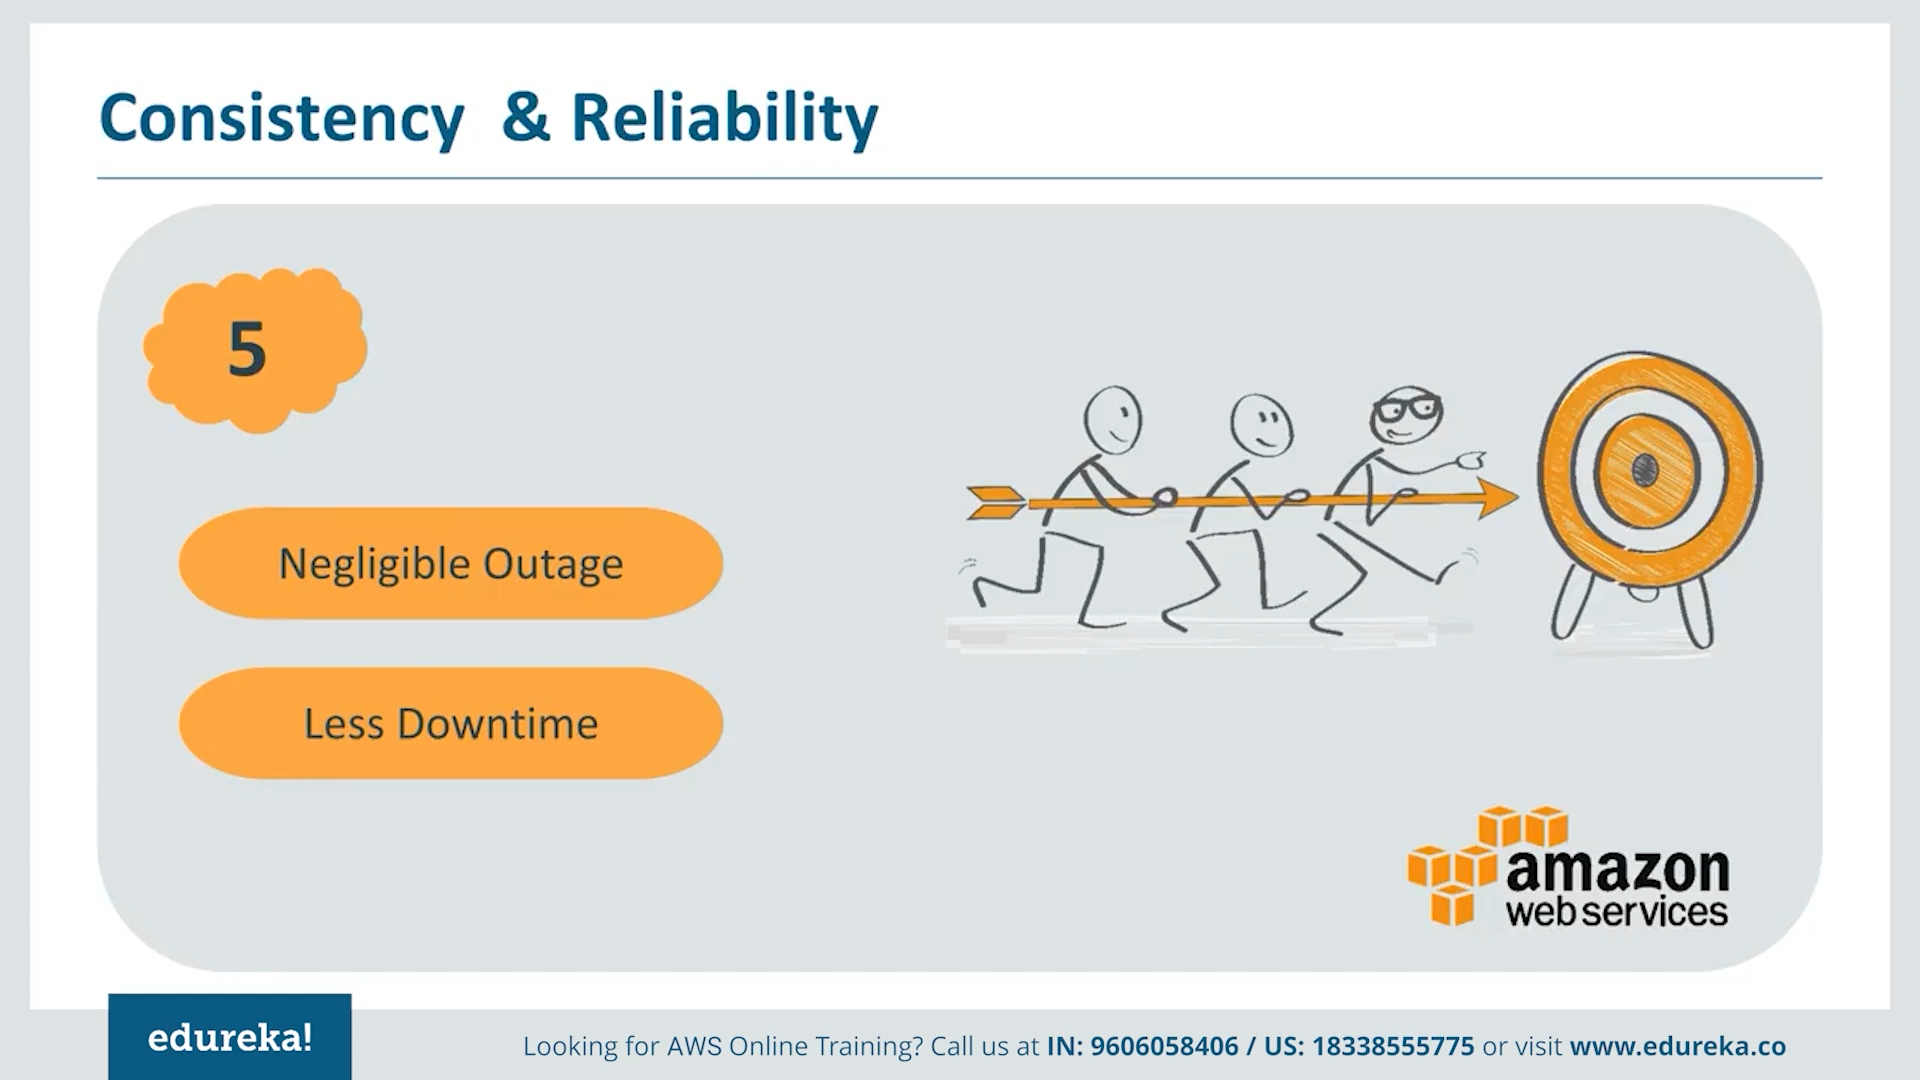 Consistency & Reliability
5
Negligible Outage
Less Downtime
amazon
web services
edureka!
Looking for AWS Online Training? Call us at IN: 9606058406 / US: 18338555775 or visit www.edureka.co